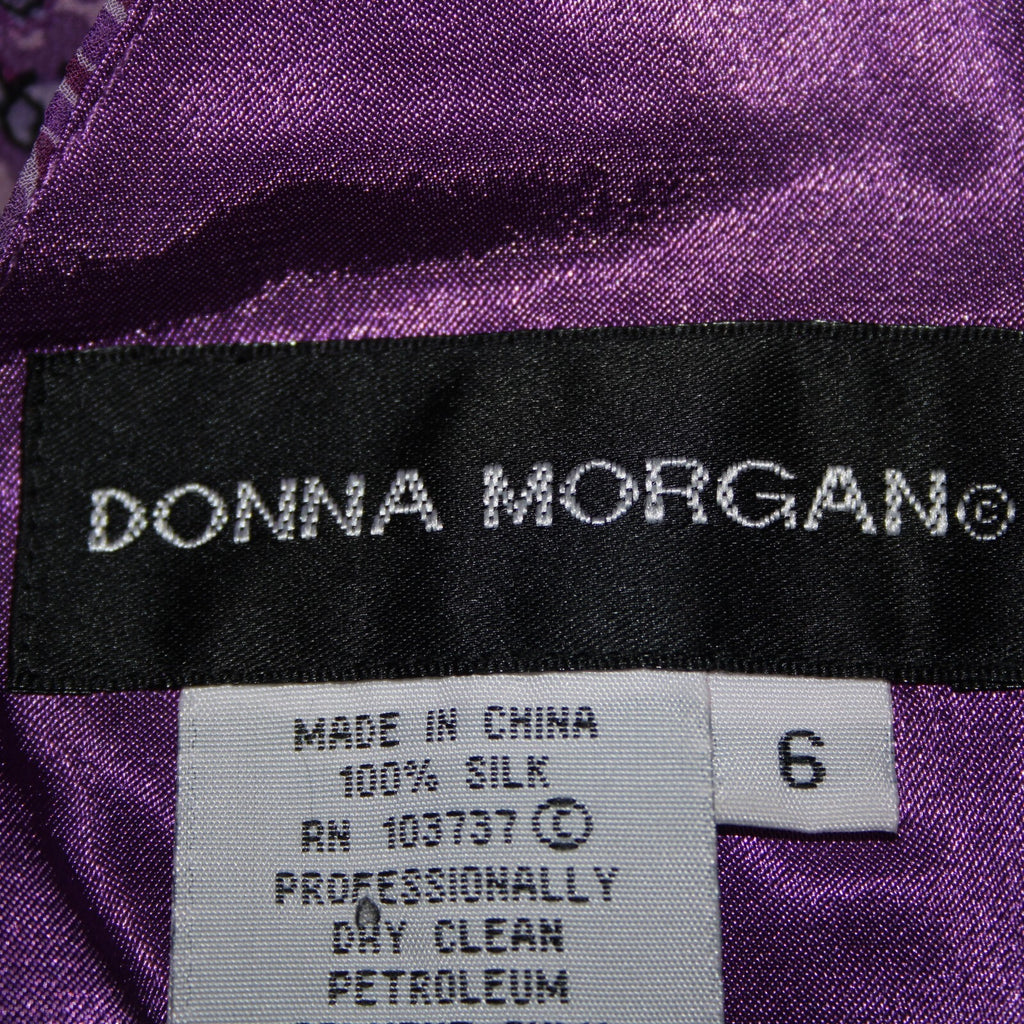 DONNA MORGAN©
6
MADE IN CHINA
100% SILK
RN 103737 Ⓒ
PROFESSIONALLY
DRY CLEAN
PETROLEUM